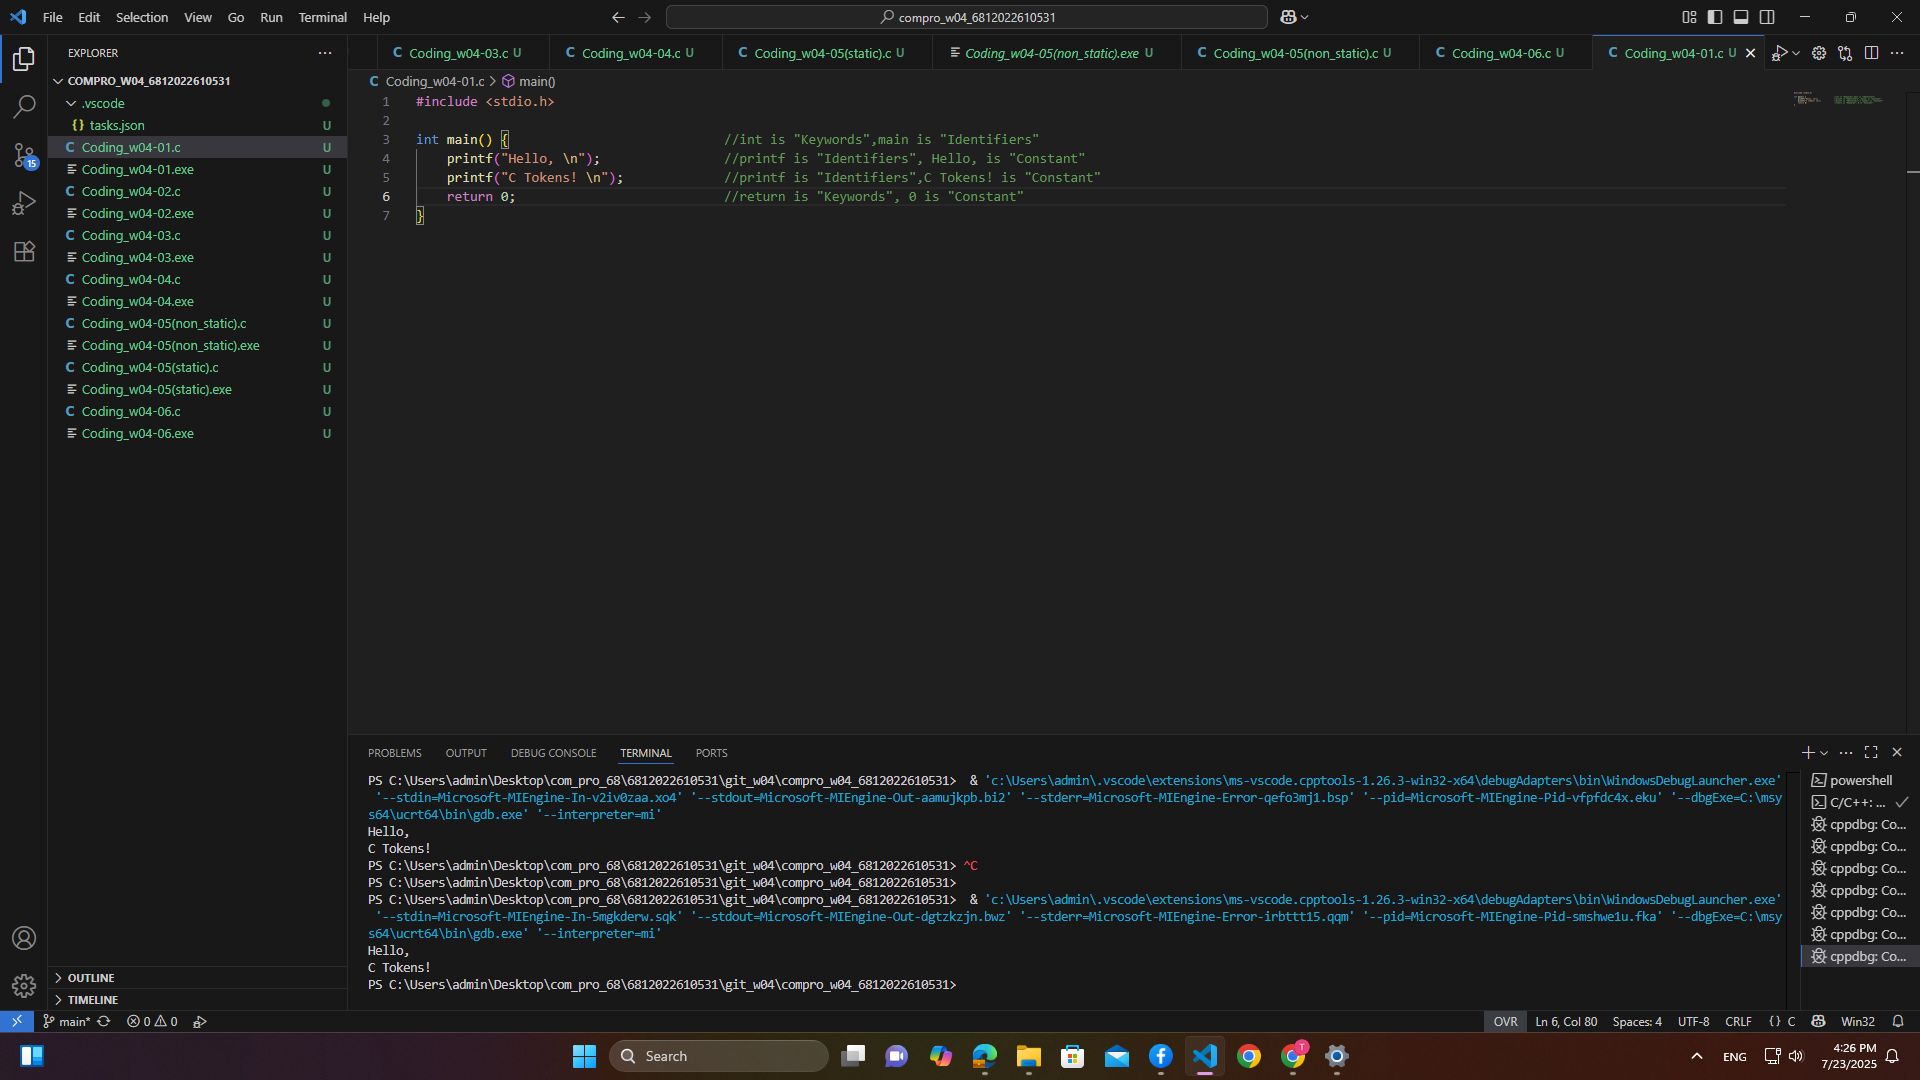 File Edit Selection View Go Run Terminal Help
compro_w04_6812022610531
EXPLORER
COMPRO_W04_6812022610531
.vscode
{} tasks.json U
C Coding_w04-01.c U
Coding_w04-01.exe U
C Coding_w04-02.c U
Coding_w04-02.exe U
C Coding_w04-03.c U
Coding_w04-03.exe U
C Coding_w04-04.c U
Coding_w04-04.exe U
C Coding_w04-05(non_static).c U
Coding_w04-05(non_static).exe U
C Coding_w04-05(static).c U
Coding_w04-05(static).exe U
C Coding_w04-06.c U
Coding_w04-06.exe U
OUTLINE
TIMELINE
15
C Coding_w04-03.c U C Coding_w04-04.c U C Coding_w04-05(static).c U Coding_w04-05(non_static).exe U C Coding_w04-05(non_static).c U C Coding_w04-06.c U C Coding_w04-01.c U
C Coding_w04-01.c > main()
1 #include <stdio.h>
2
3 int main() { //int is "Keywords",main is "Identifiers"
4 printf("Hello, \n"); //printf is "Identifiers", Hello, is "Constant"
5 printf("C Tokens! \n"); //printf is "Identifiers",C Tokens! is "Constant"
6 return 0; //return is "Keywords", 0 is "Constant"
7 }
PROBLEMS OUTPUT DEBUG CONSOLE TERMINAL PORTS
PS C:\Users\admin\Desktop\com_pro_68\6812022610531\git_w04\compro_w04_6812022610531> & 'c:\Users\admin\.vscode\extensions\ms-vscode.cpptools-1.26.3-win32-x64\debugAdapters\bin\WindowsDebugLauncher.exe'
'--stdin=Microsoft-MIEngine-In-v2iv0zaa.xo4' '--stdout=Microsoft-MIEngine-Out-aamujkpb.bi2' '--stderr=Microsoft-MIEngine-Error-qefo3mj1.bsp' '--pid=Microsoft-MIEngine-Pid-vfpfdc4x.eku' '--dbgExe=C:\msy
s64\ucrt64\bin\gdb.exe' '--interpreter=mi'
Hello,
C Tokens!
PS C:\Users\admin\Desktop\com_pro_68\6812022610531\git_w04\compro_w04_6812022610531> ^C
PS C:\Users\admin\Desktop\com_pro_68\6812022610531\git_w04\compro_w04_6812022610531>
PS C:\Users\admin\Desktop\com_pro_68\6812022610531\git_w04\compro_w04_6812022610531> & 'c:\Users\admin\.vscode\extensions\ms-vscode.cpptools-1.26.3-win32-x64\debugAdapters\bin\WindowsDebugLauncher.exe'
'--stdin=Microsoft-MIEngine-In-5mgkderw.sqk' '--stdout=Microsoft-MIEngine-Out-dgtzkzjn.bwz' '--stderr=Microsoft-MIEngine-Error-irbttt15.qqm' '--pid=Microsoft-MIEngine-Pid-smshwe1u.fka' '--dbgExe=C:\msy
s64\ucrt64\bin\gdb.exe' '--interpreter=mi'
Hello,
C Tokens!
PS C:\Users\admin\Desktop\com_pro_68\6812022610531\git_w04\compro_w04_6812022610531>
powershell
C/C++: ...
cppdbg: Co...
cppdbg: Co...
cppdbg: Co...
cppdbg: Co...
cppdbg: Co...
cppdbg: Co...
cppdbg: Co...
main* 0 0 OVR Ln 6, Col 80 Spaces: 4 UTF-8 CRLF {} C Win32
Search
T
ENG
4:26 PM
7/23/2025